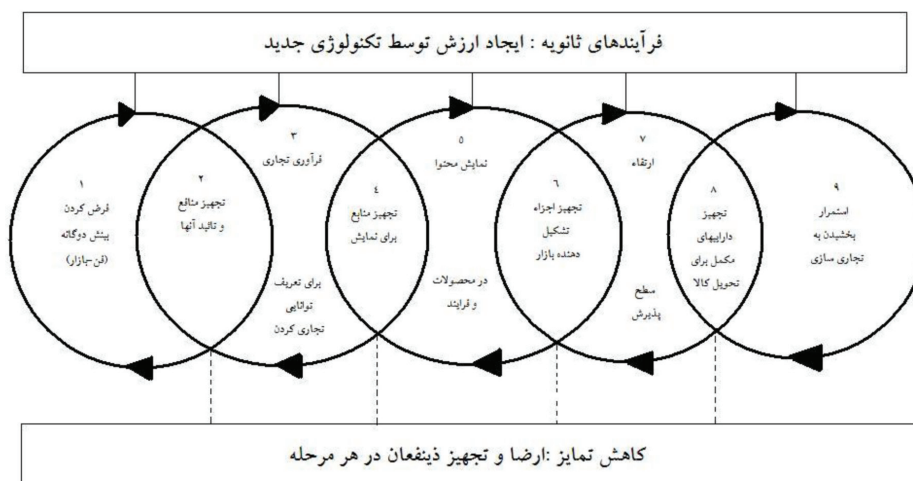 فرآیندهای ثانویه : ایجاد ارزش توسط تکنولوژی جدید
۱
فرض کردن
بینش دوگانه
(فن-بازار)
۲
تجهیز منافع
و تائید آنها
۳
فرآوری تجاری
برای تعریف
توانایی
تجاری کردن
٤
تجهیز منابع
برای نمایش
٥
نمایش محتوا
در محصولات
و فرایند
٦
تجهیز اجزاء
تشکیل
دهنده بازار
۷
ارتقاء
سطح
پذیرش
۸
تجهیز
داراییهای
مکمل برای
تحویل کالا
۹
استمرار
بخشیدن به
تجاری سازی
کاهش تمایز :ارضا و تجهیز ذینفعان در هر مرحله